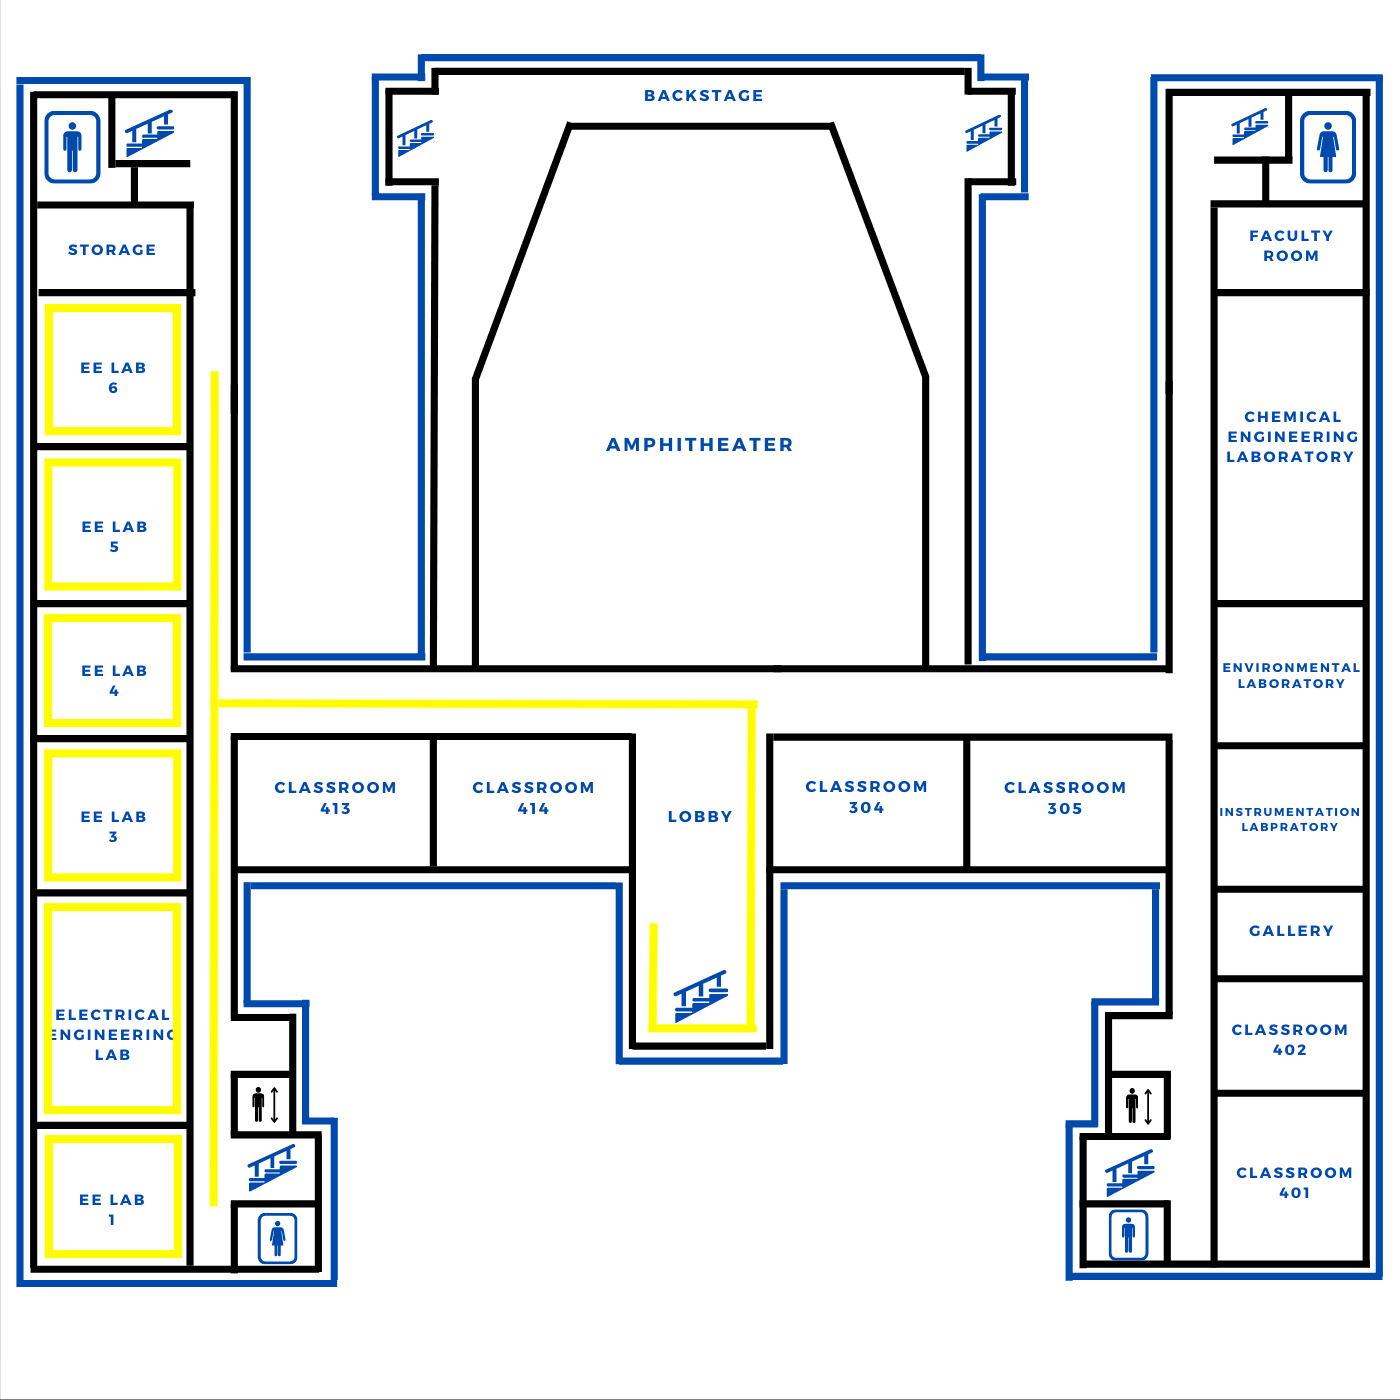 BACKSTAGE
AMPHITHEATER
STORAGE
EE LAB
6
EE LAB
5
EE LAB
4
EE LAB
3
ELECTRICAL
ENGINEERING
LAB
EE LAB
1
CLASSROOM
413
CLASSROOM
414
LOBBY
CLASSROOM
304
CLASSROOM
305
FACULTY
ROOM
CHEMICAL
ENGINEERING
LABORATORY
ENVIRONMENTAL
LABORATORY
INSTRUMENTATION
LABPRATORY
GALLERY
CLASSROOM
402
CLASSROOM
401